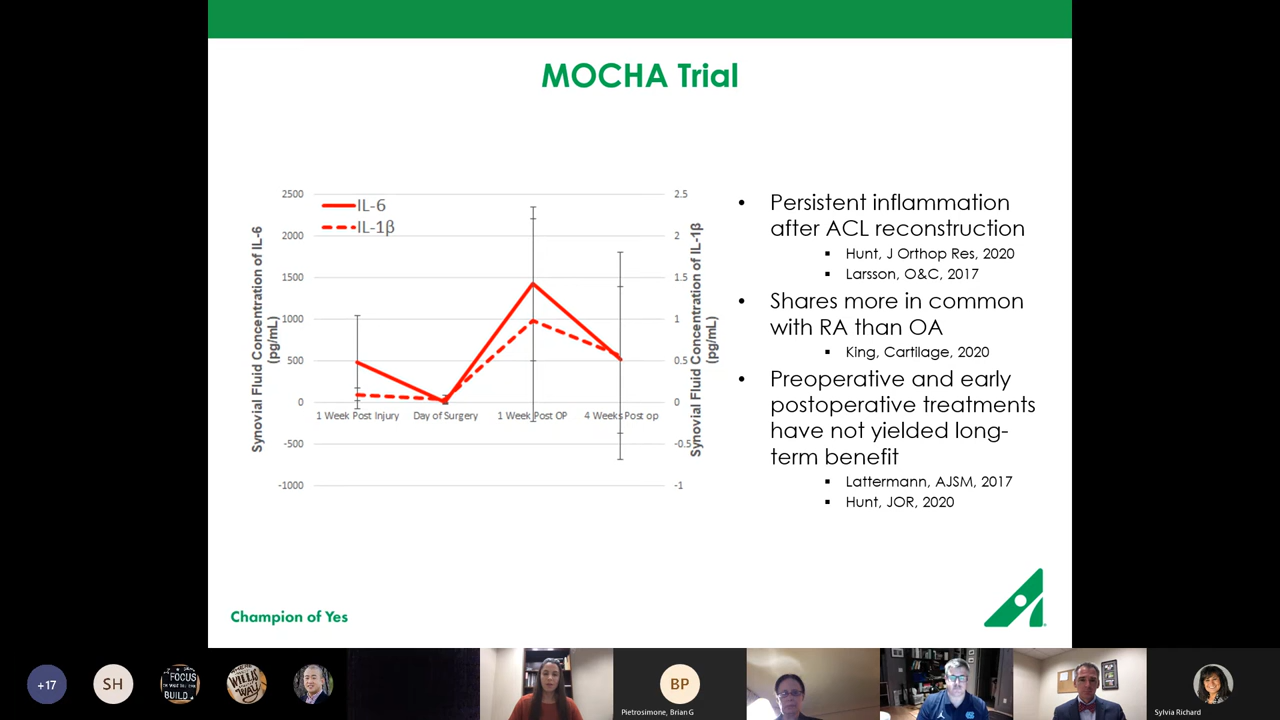 MOCHA Trial
2500
2000
1500
1000
500
0
-500
-1000
Synovial Fluid Concentration of IL-6
(pg/mL)
IL-6
IL-1β
1 Week Post Injury
Day of Surgery
1 Week Post OP
4 Weeks Post op
2.5
2
1.5
1
0.5
0
-0.5
-1
Synovial Fluid Concentration of IL-1β
(pg/mL)
• Persistent inflammation
after ACL reconstruction
▪ Hunt, J Orthop Res, 2020
▪ Larsson, O&C, 2017
• Shares more in common
with RA than OA
▪ King, Cartilage, 2020
• Preoperative and early
postoperative treatments
have not yielded long-
term benefit
▪ Lattermann, AJSM, 2017
▪ Hunt, JOR, 2020
Champion of Yes
+17
SH
FOCUS
BUILD
WILL
WAY
BP
Pietrosimone, Brian G
Sylvia Richard